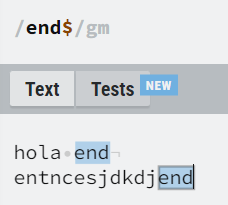 /end$/gm
Text Tests NEW
hola end
entncesjdkdjend